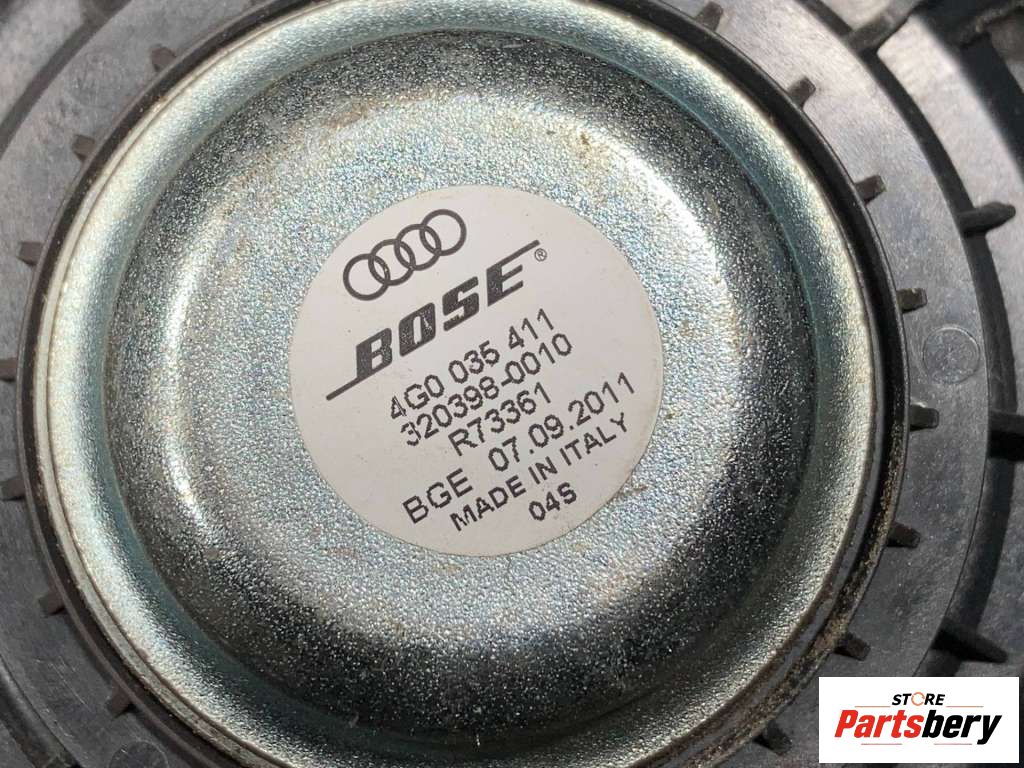 BOSE®
4G0 035 411
320398-0010
R73361
BGE 07.09.2011
MADE IN ITALY
04S
STORE
Partsbery